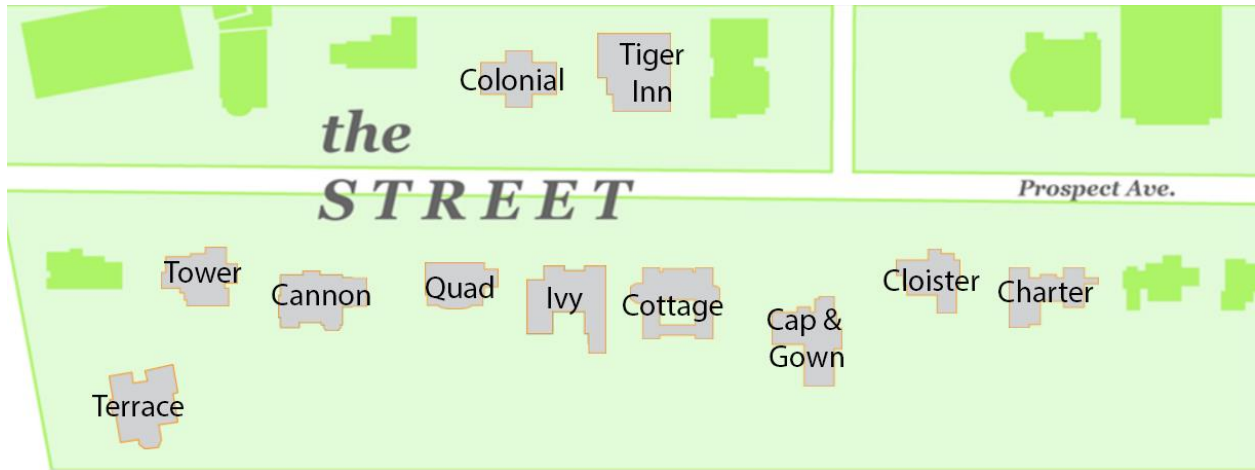 Colonial
Tiger
Inn
the
STREET
Prospect Ave.
Tower
Cannon
Quad
Ivy
Cottage
Cap &
Gown
Cloister
Charter
Terrace